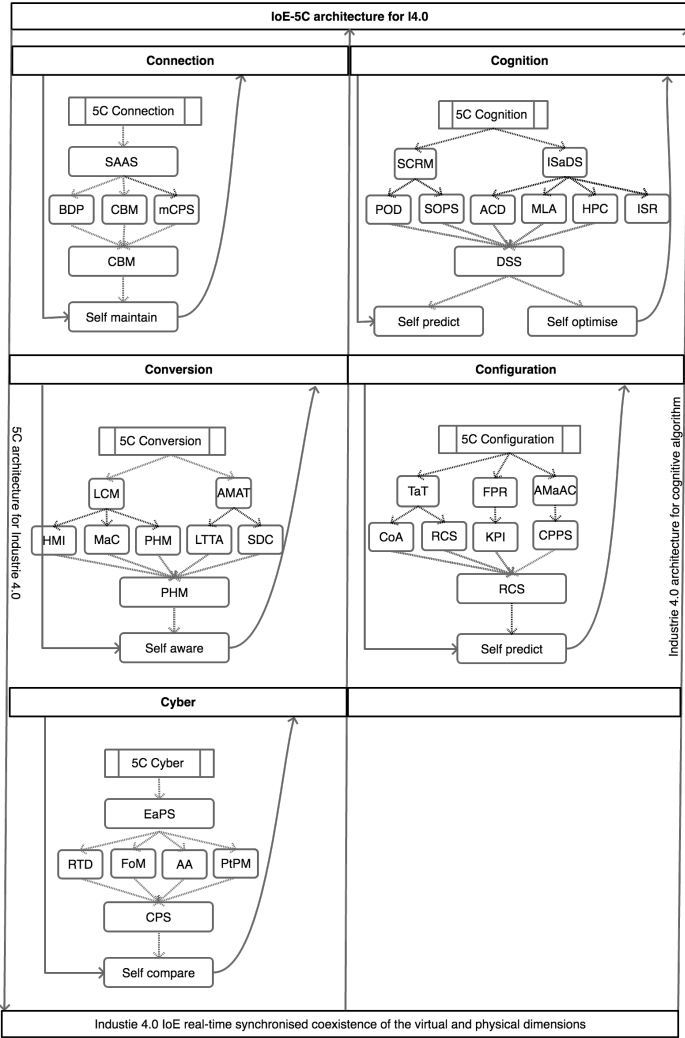 IoE-5C architecture for I4.0
Connection
5C Connection
SAAS
BDP
CBM
mCPS
CBM
Self maintain
Cognition
5C Cognition
SCRM
ISaDS
POD
SOPS
ACD
MLA
HPC
ISR
DSS
Self predict
Self optimise
Conversion
5C Conversion
LCM
AMAT
HMI
MaC
PHM
LTTA
SDC
PHM
Self aware
Configuration
5C Configuration
TaT
FPR
AMaAC
CoA
RCS
KPI
CPPS
RCS
Self predict
5C architecture for Industrie 4.0
Industrie 4.0 architecture for cognitive algorithm
Cyber
5C Cyber
EaPS
RTD
FoM
AA
PtPM
CPS
Self compare
Industie 4.0 IoE real-time synchronised coexistence of the virtual and physical dimensions